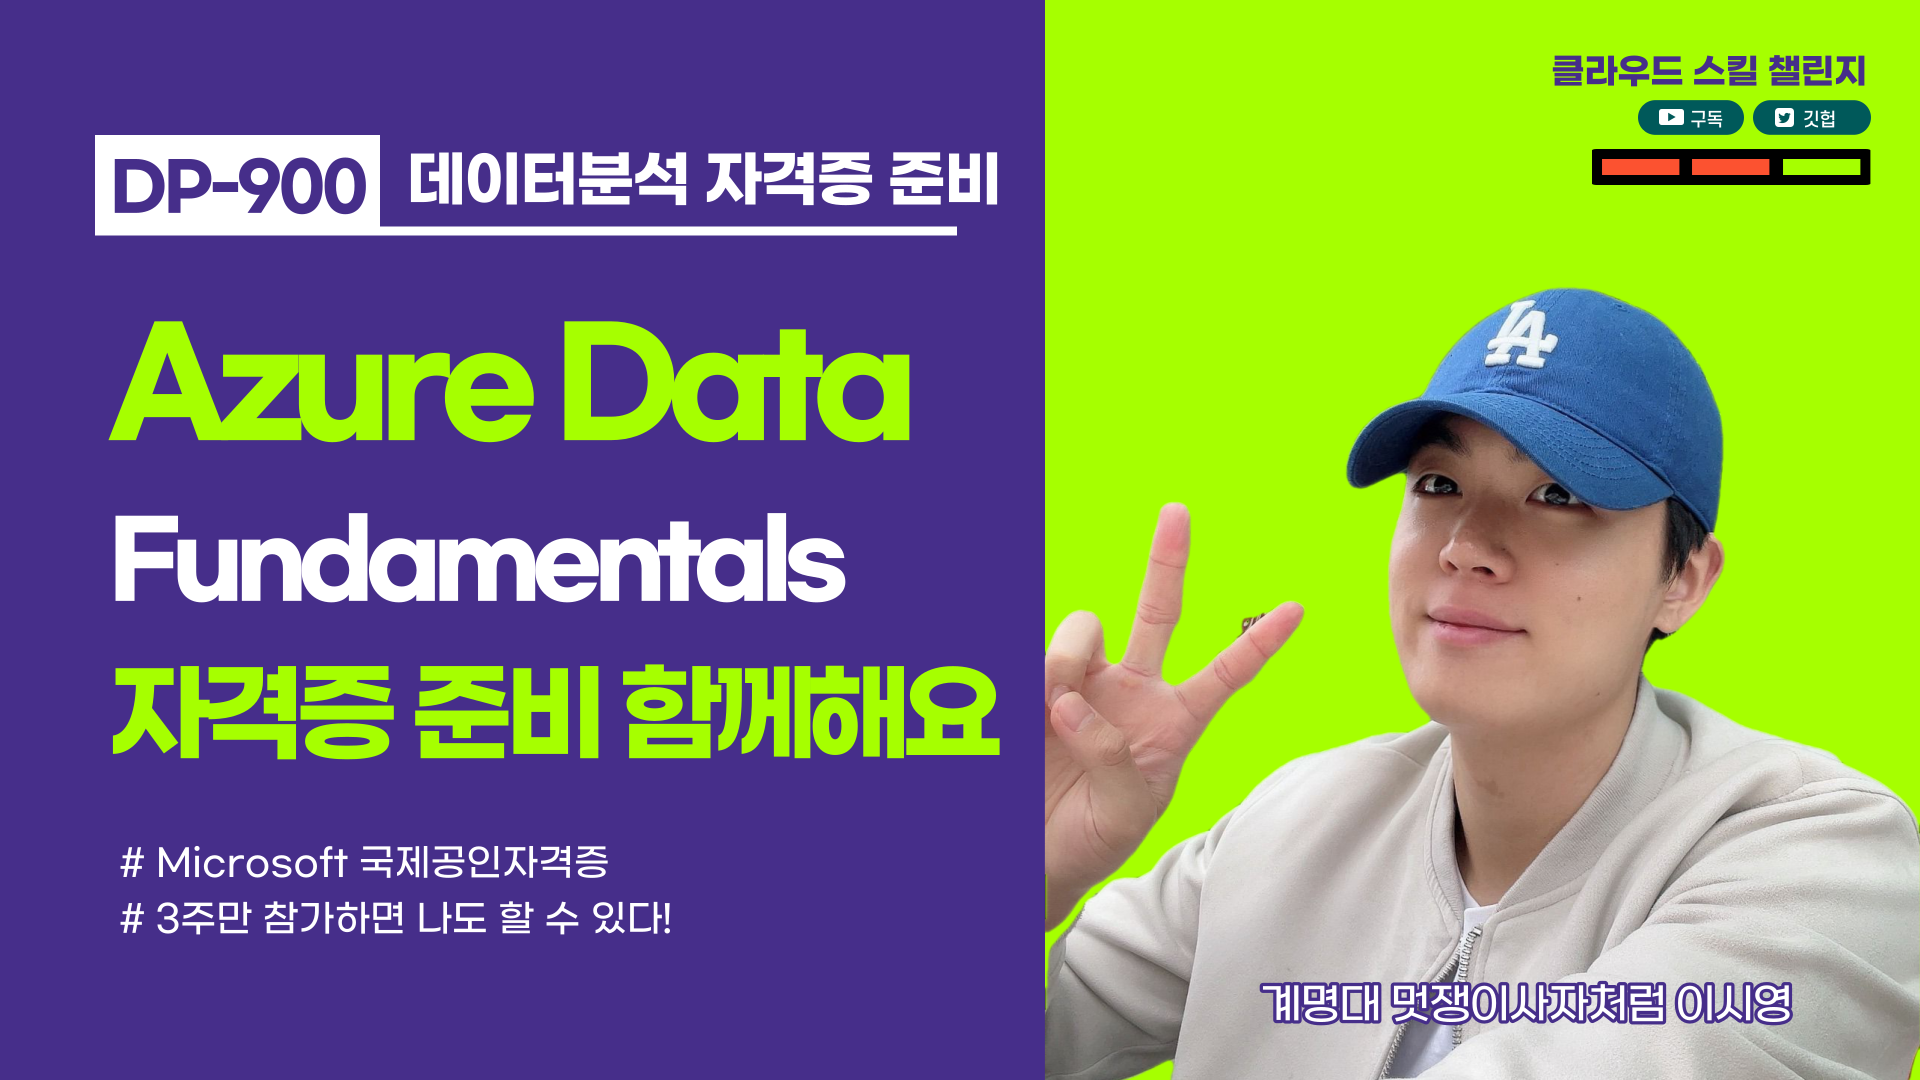 DP-900 데이터분석 자격증 준비
Azure Data
Fundamentals
자격증 준비 함께해요
# Microsoft 국제공인자격증
# 3주만 참가하면 나도 할 수 있다!
클라우드 스킬 챌린지
구독 깃헙
LA
계명대 멋쟁이사자처럼 이시영